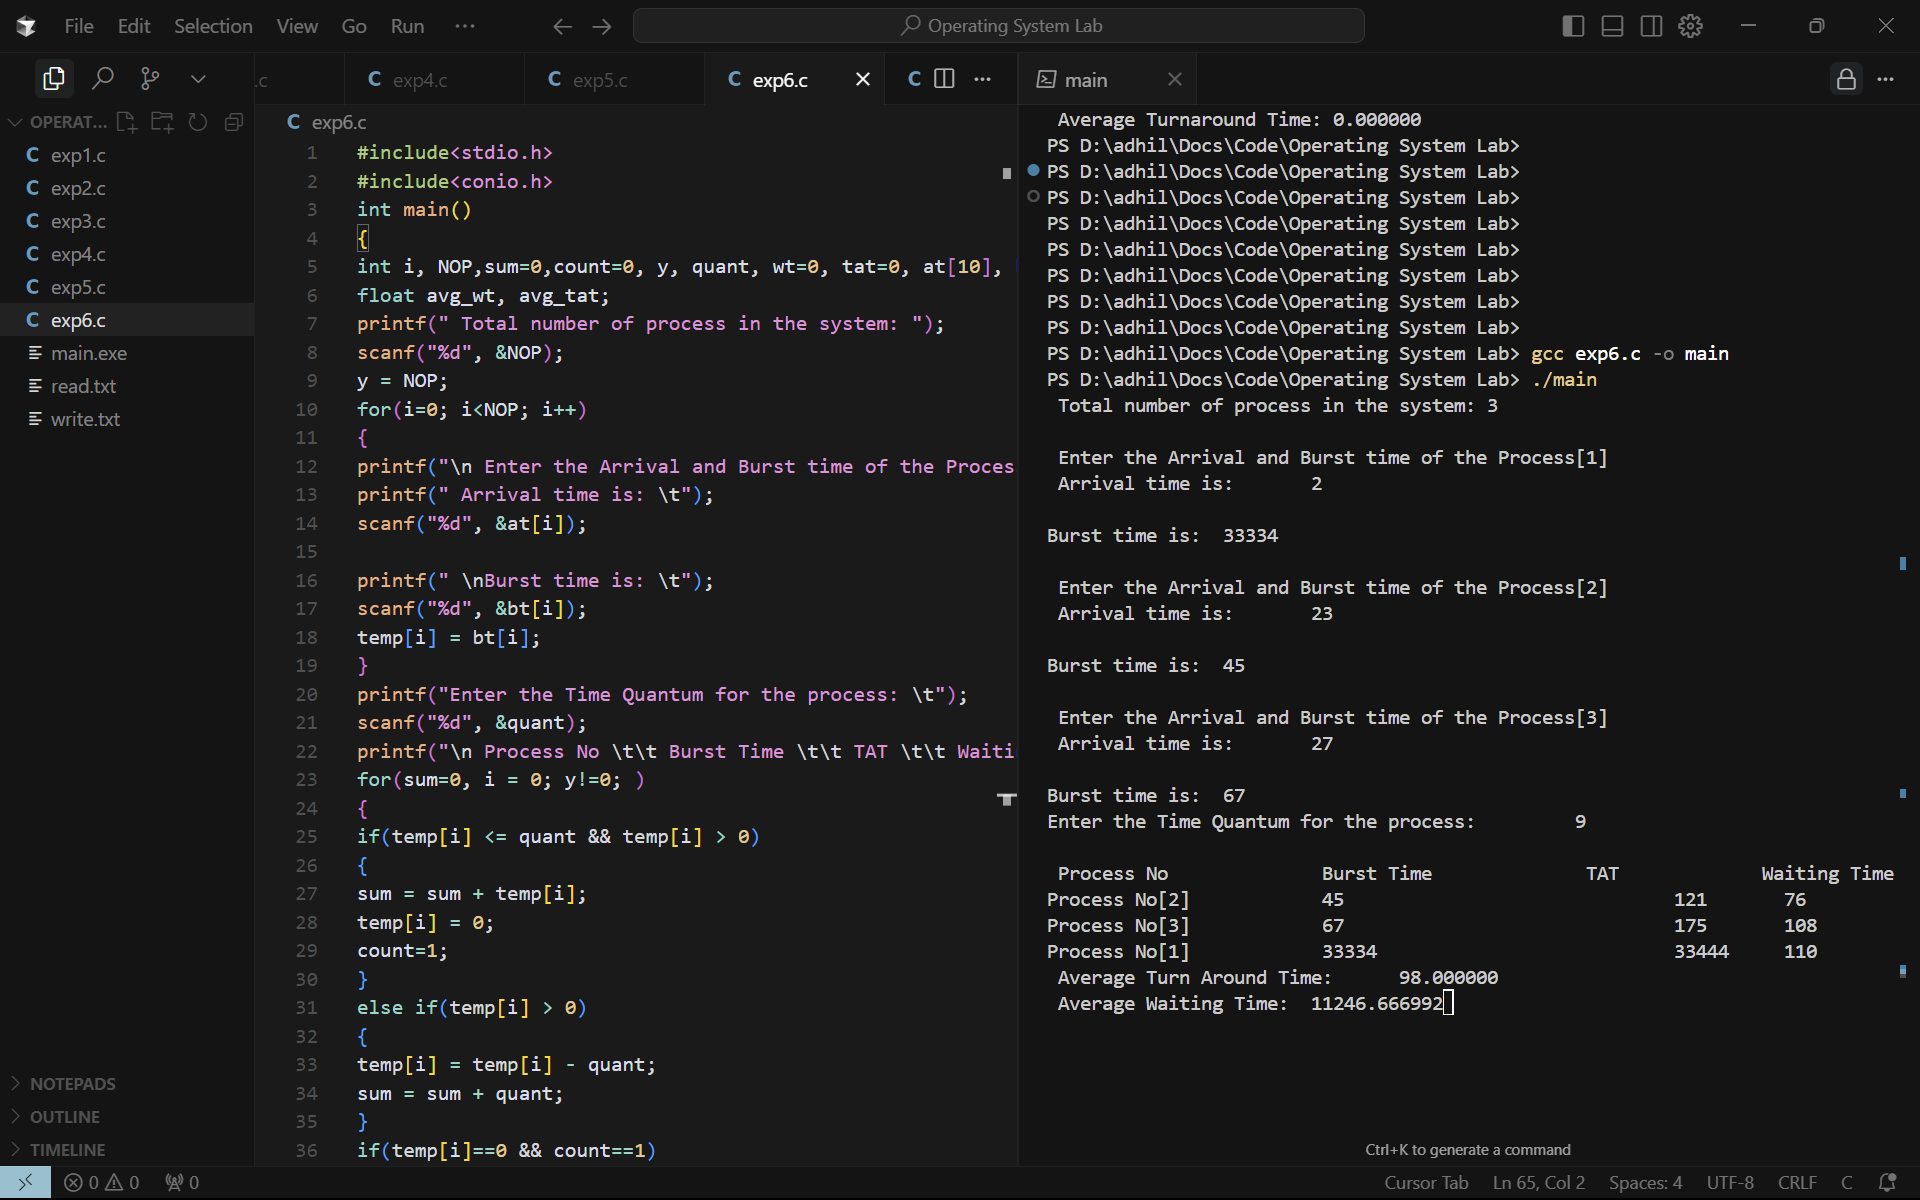 File Edit Selection View Go Run ··· Operating System Lab
.c C exp4.c C exp5.c C exp6.c C main
OPERAT...
C exp1.c
C exp2.c
C exp3.c
C exp4.c
C exp5.c
C exp6.c
main.exe
read.txt
write.txt
NOTEPADS
OUTLINE
TIMELINE
C exp6.c
1 #include<stdio.h>
2 #include<conio.h>
3 int main()
4 {
5 int i, NOP,sum=0,count=0, y, quant, wt=0, tat=0, at[10],
6 float avg_wt, avg_tat;
7 printf(" Total number of process in the system: ");
8 scanf("%d", &NOP);
9 y = NOP;
10 for(i=0; i<NOP; i++)
11 {
12 printf("\n Enter the Arrival and Burst time of the Proces
13 printf(" Arrival time is: \t");
14 scanf("%d", &at[i]);
15
16 printf(" \nBurst time is: \t");
17 scanf("%d", &bt[i]);
18 temp[i] = bt[i];
19 }
20 printf("Enter the Time Quantum for the process: \t");
21 scanf("%d", &quant);
22 printf("\n Process No \t\t Burst Time \t\t TAT \t\t Waiti
23 for(sum=0, i = 0; y!=0; )
24 {
25 if(temp[i] <= quant && temp[i] > 0)
26 {
27 sum = sum + temp[i];
28 temp[i] = 0;
29 count=1;
30 }
31 else if(temp[i] > 0)
32 {
33 temp[i] = temp[i] - quant;
34 sum = sum + quant;
35 }
36 if(temp[i]==0 && count==1)
Average Turnaround Time: 0.000000
PS D:\adhil\Docs\Code\Operating System Lab>
PS D:\adhil\Docs\Code\Operating System Lab>
PS D:\adhil\Docs\Code\Operating System Lab>
PS D:\adhil\Docs\Code\Operating System Lab>
PS D:\adhil\Docs\Code\Operating System Lab>
PS D:\adhil\Docs\Code\Operating System Lab>
PS D:\adhil\Docs\Code\Operating System Lab>
PS D:\adhil\Docs\Code\Operating System Lab>
PS D:\adhil\Docs\Code\Operating System Lab> gcc exp6.c -o main
PS D:\adhil\Docs\Code\Operating System Lab> ./main
Total number of process in the system: 3
Enter the Arrival and Burst time of the Process[1]
Arrival time is: 2
Burst time is: 33334
Enter the Arrival and Burst time of the Process[2]
Arrival time is: 23
Burst time is: 45
Enter the Arrival and Burst time of the Process[3]
Arrival time is: 27
Burst time is: 67
Enter the Time Quantum for the process: 9
Process No Burst Time TAT Waiting Time
Process No[2] 45 121 76
Process No[3] 67 175 108
Process No[1] 33334 33444 110
Average Turn Around Time: 98.000000
Average Waiting Time: 11246.666992
Ctrl+K to generate a command
0 0 0 Cursor Tab Ln 65, Col 2 Spaces: 4 UTF-8 CRLF C